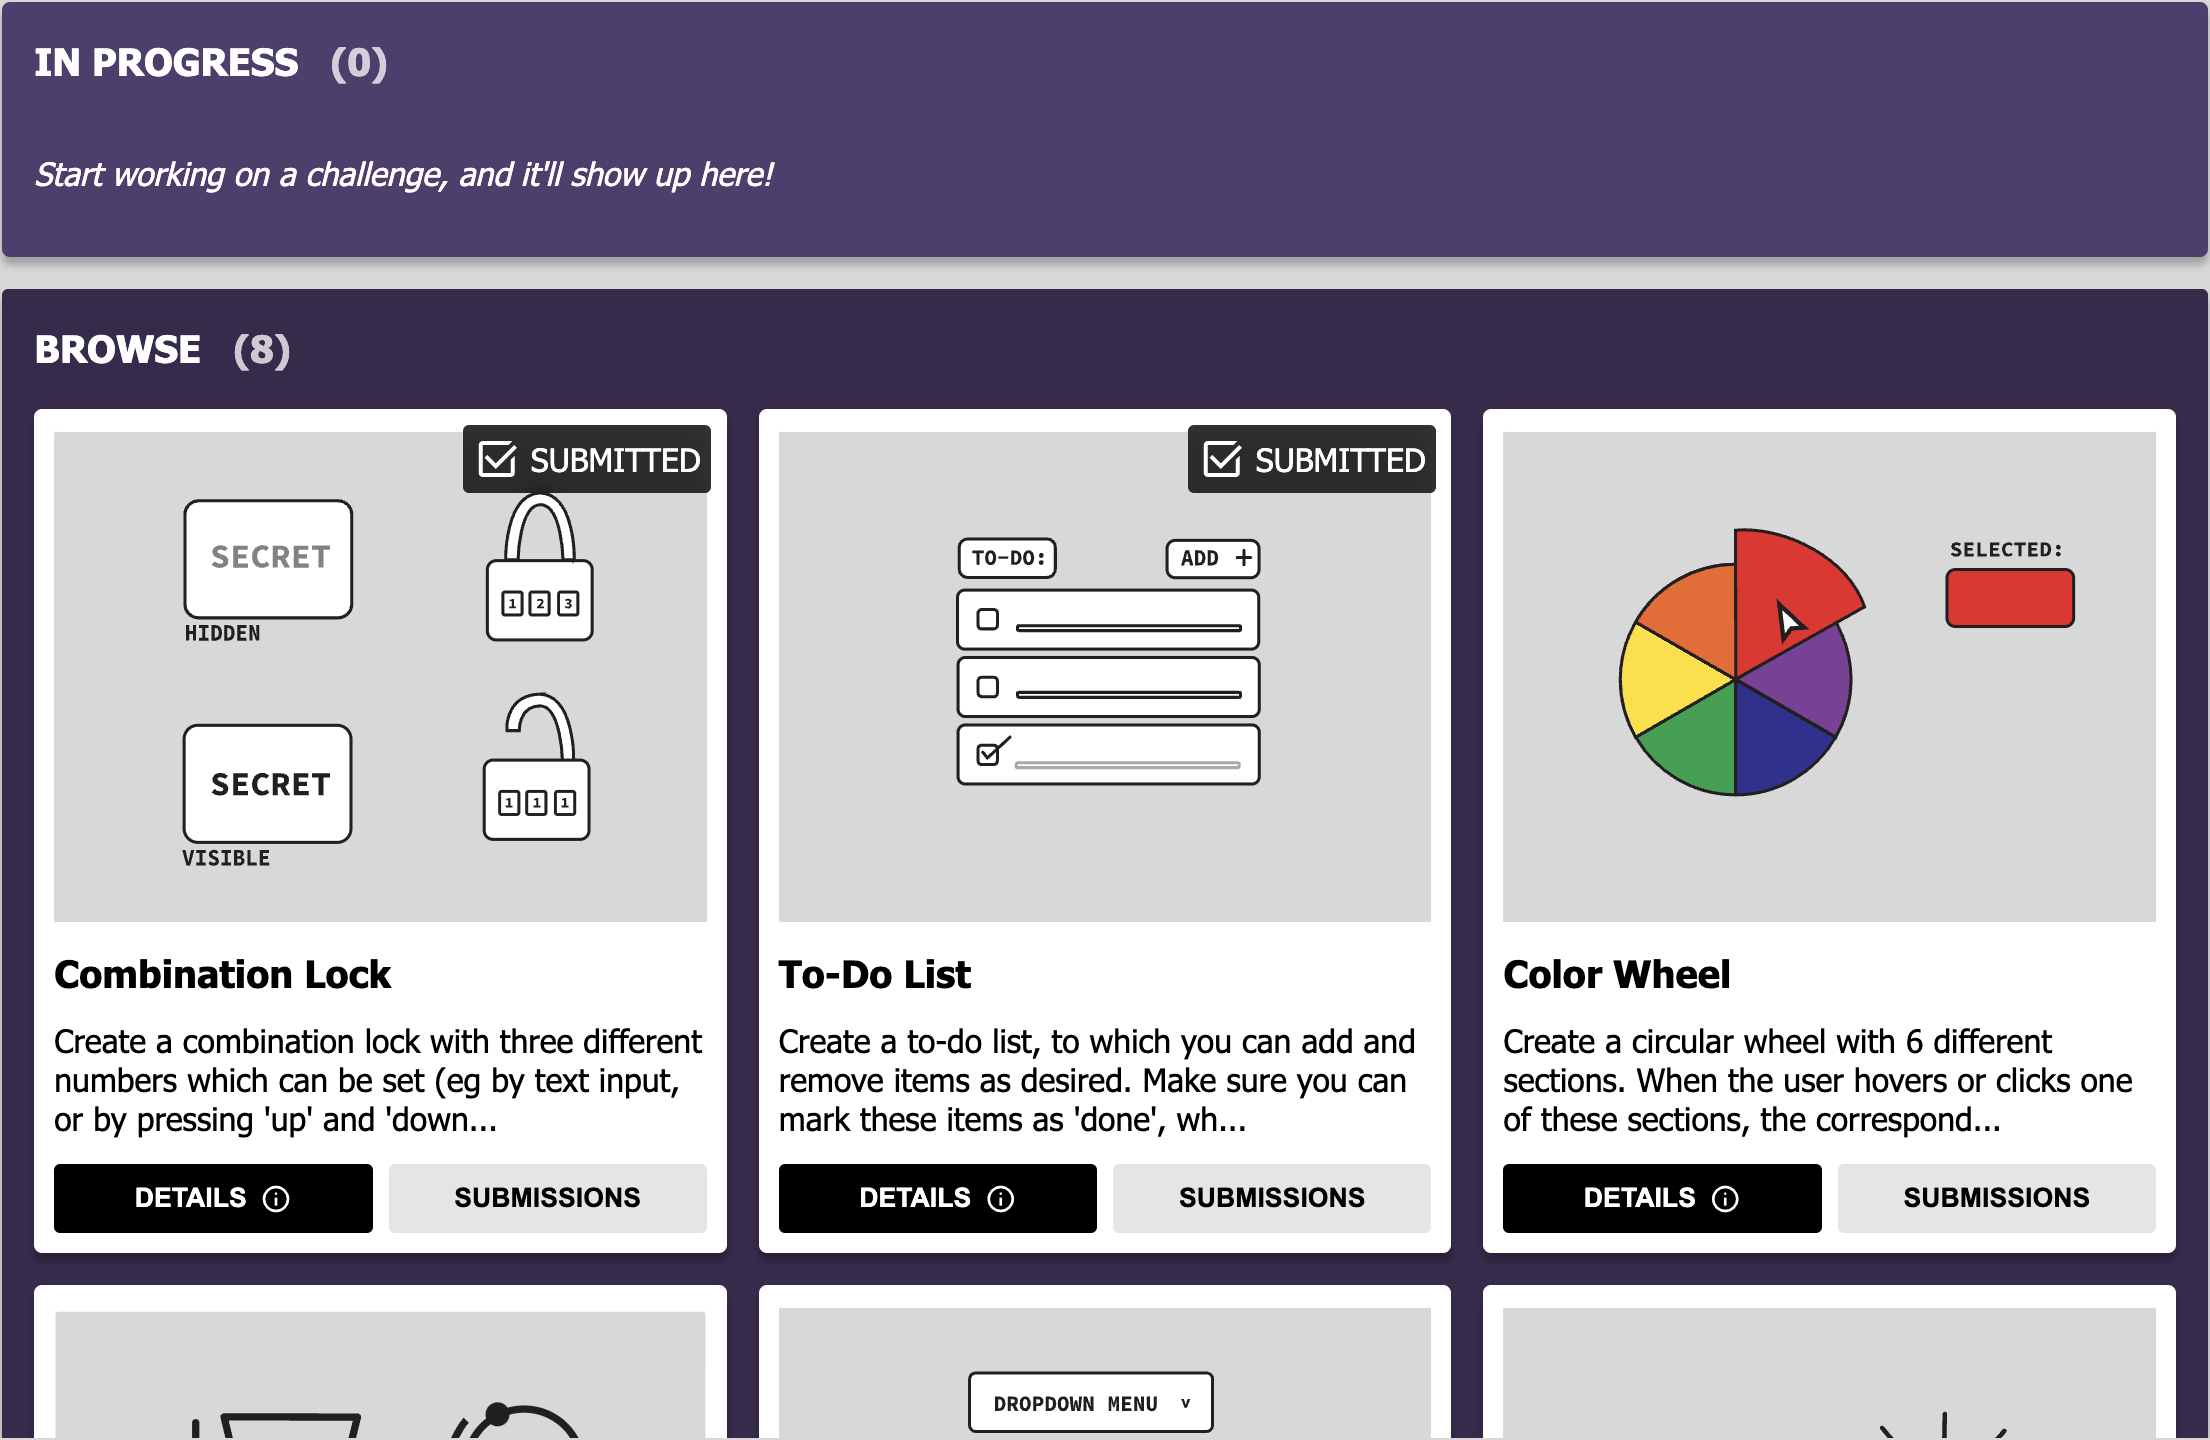 IN PROGRESS (0)
Start working on a challenge, and it'll show up here!
BROWSE (8)
SUBMITTED
SECRET
HIDDEN
1 2 3
SECRET
VISIBLE
1 1 1
Combination Lock
Create a combination lock with three different
numbers which can be set (eg by text input,
or by pressing 'up' and 'down...
DETAILS SUBMISSIONS
SUBMITTED
TO-DO: ADD +
To-Do List
Create a to-do list, to which you can add and
remove items as desired. Make sure you can
mark these items as 'done', wh...
DETAILS SUBMISSIONS
SELECTED:
Color Wheel
Create a circular wheel with 6 different
sections. When the user hovers or clicks one
of these sections, the correspond...
DETAILS SUBMISSIONS
DROPDOWN MENU v